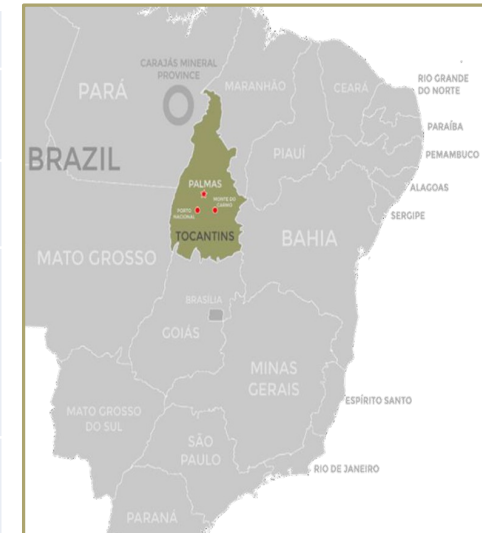 CARAJÁS MINERAL
PROVINCE
PARÁ
MARANHÃO
CEARÁ
RIO GRANDE
DO NORTE
PARAÍBA
PIAUÍ
PEMAMBUCO
BRAZIL
PALMAS
ALAGOAS
MONTE DO
CARMO
PORTO
NACIONAL
SERGIPE
TOCANTINS
BAHIA
MATO GROSSO
BRASÍLIA
GOIÁS
MINAS
GERAIS
ESPÍRITO SANTO
MATO GROSSO
DO SUL
SÃO
PAULO
RIO DE JANEIRO
PARANÁ